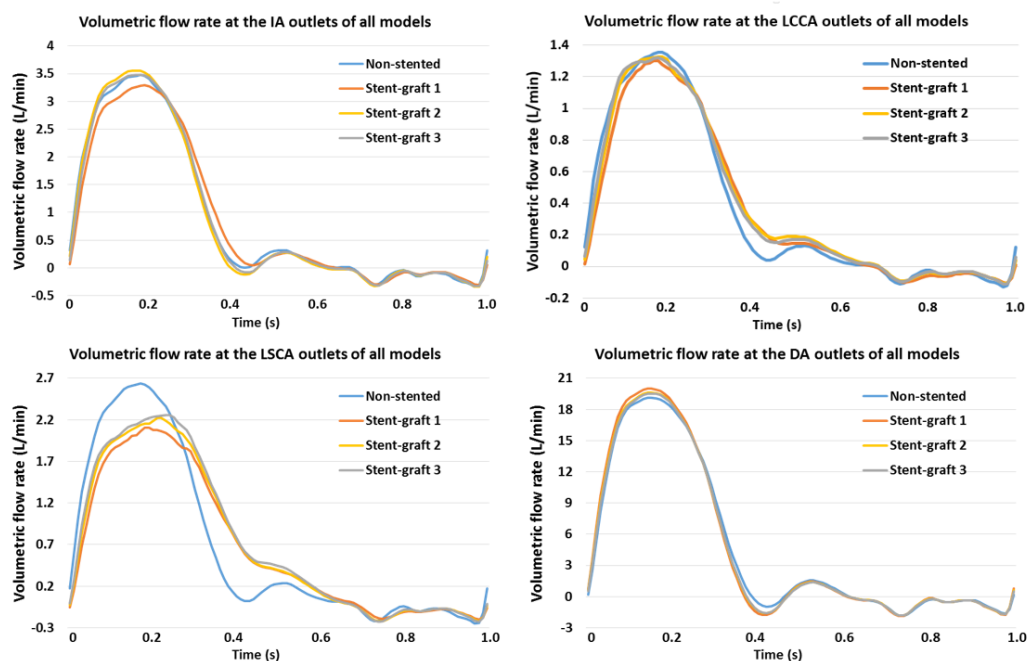 Volumetric flow rate at the IA outlets of all models
Volumetric flow rate (L/min)
4
3.5
3
2.5
2
1.5
1
0.5
0
-0.5
Non-stented
Stent-graft 1
Stent-graft 2
Stent-graft 3
0 0.2 0.4 0.6 0.8 1.0
Time (s)
Volumetric flow rate at the LCCA outlets of all models
Volumetric flow rate (L/min)
1.4
1.2
1
0.8
0.6
0.4
0.2
0
-0.2
Non-stented
Stent-graft 1
Stent-graft 2
Stent-graft 3
0 0.2 0.4 0.6 0.8 1.0
Time (s)
Volumetric flow rate at the LSCA outlets of all models
Volumetric flow rate (L/min)
2.7
2.2
1.7
1.2
0.7
0.2
-0.3
Non-stented
Stent-graft 1
Stent-graft 2
Stent-graft 3
0 0.2 0.4 0.6 0.8 1.0
Time (s)
Volumetric flow rate at the DA outlets of all models
Volumetric flow rate (L/min)
21
18
15
12
9
6
3
0
-3
Non-stented
Stent-graft 1
Stent-graft 2
Stent-graft 3
0 0.2 0.4 0.6 0.8 1.0
Time (s)